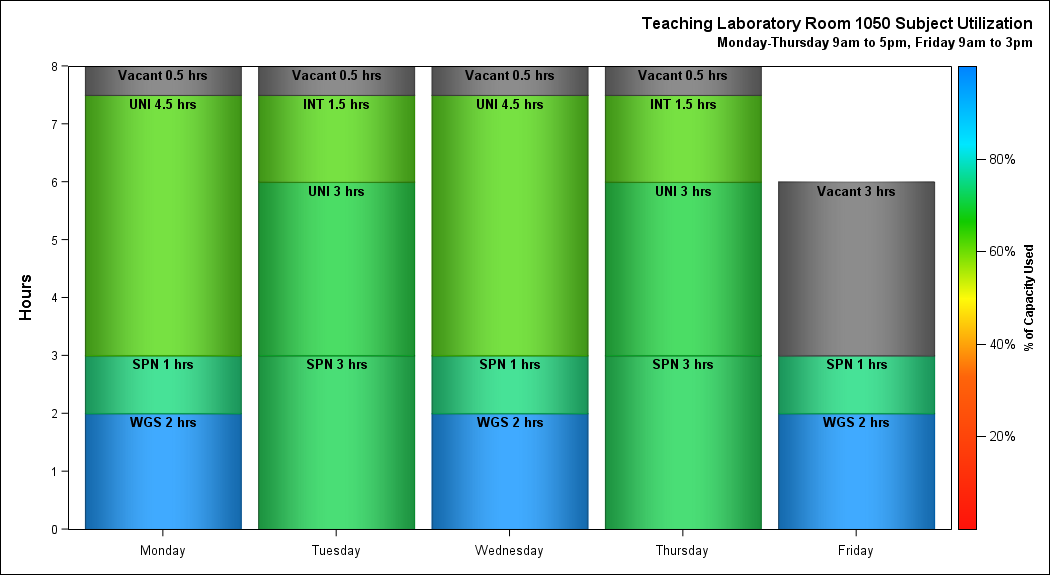 Teaching Laboratory Room 1050 Subject Utilization
Monday-Thursday 9am to 5pm, Friday 9am to 3pm
Hours
8
7
6
5
4
3
2
1
0
Vacant 0.5 hrs
UNI 4.5 hrs
SPN 1 hrs
WGS 2 hrs
Vacant 0.5 hrs
INT 1.5 hrs
UNI 3 hrs
SPN 3 hrs
Vacant 0.5 hrs
UNI 4.5 hrs
SPN 1 hrs
WGS 2 hrs
Vacant 0.5 hrs
INT 1.5 hrs
UNI 3 hrs
SPN 3 hrs
Vacant 3 hrs
SPN 1 hrs
WGS 2 hrs
Monday
Tuesday
Wednesday
Thursday
Friday
80%
60%
40%
20%
% of Capacity Used